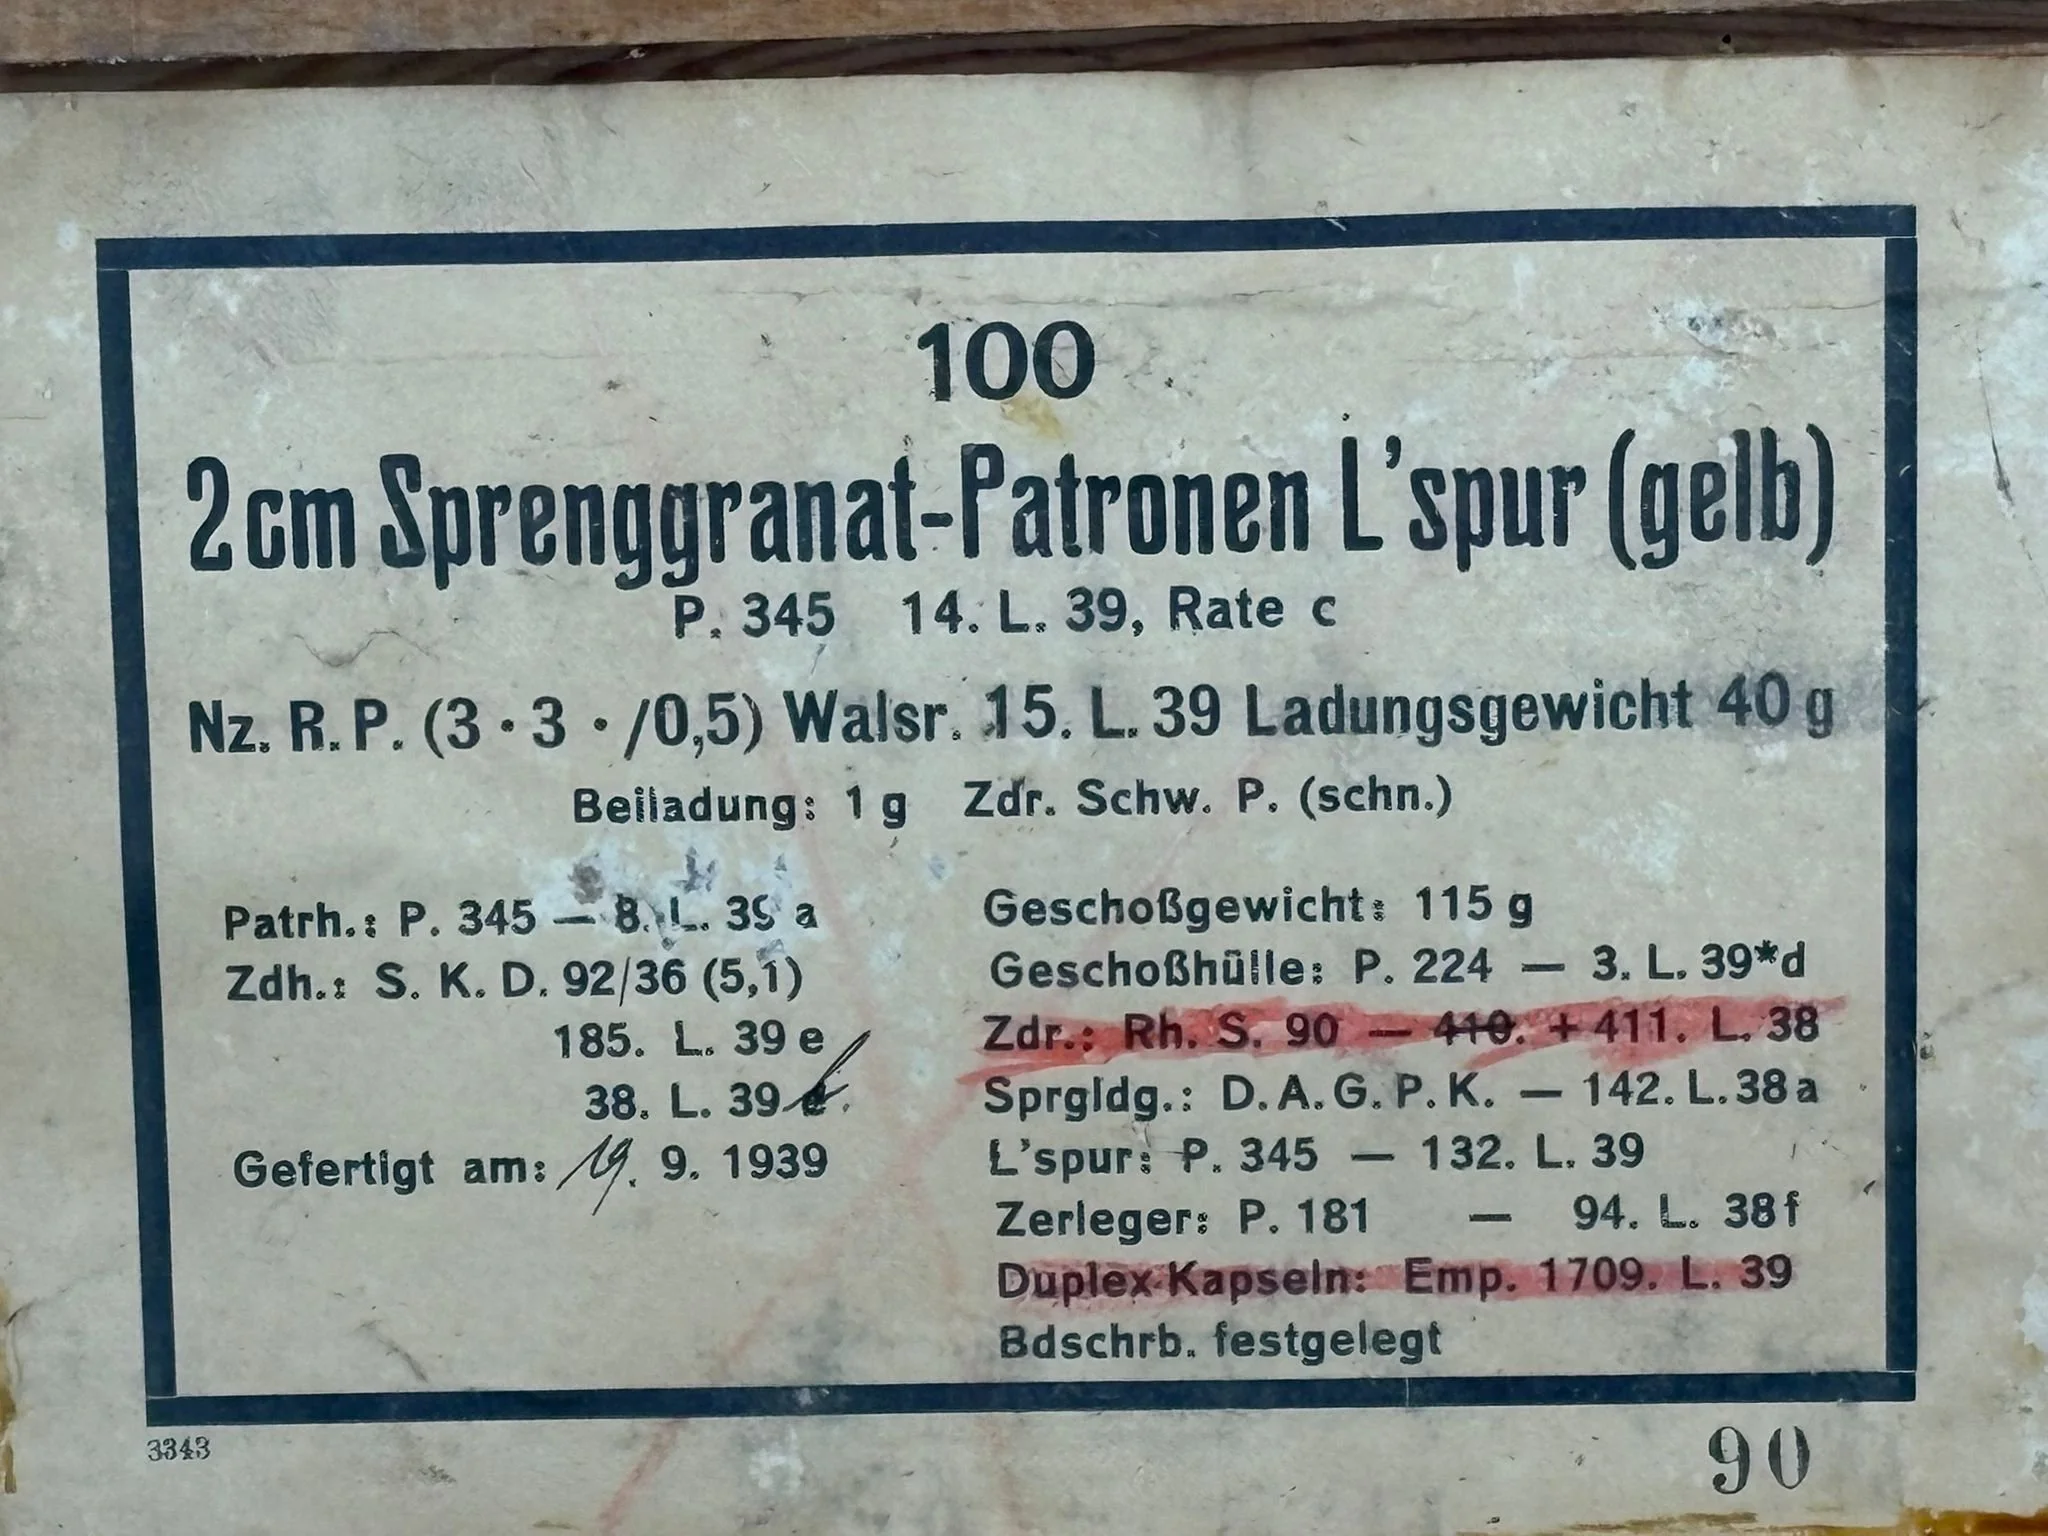 100
2 cm Sprenggranat-Patronen L'spur (gelb)
P. 345 14. L. 39, Rate c
Nz. R. P. (3 · 3 · /0,5) Walsr. 15. L. 39 Ladungsgewicht 40 g
Beiladung: 1 g Zdr. Schw. P. (schn.)
Patrh.: P. 345 — 8. L. 39 a
Zdh.: S. K. D. 92/36 (5,1)
185. L. 39 e
38. L. 39
Gefertigt am: 19. 9. 1939
Geschoßgewicht: 115 g
Geschoßhülle: P. 224 — 3. L. 39*d
Zdr.: Rh. S. 90 — 410. + 411. L. 38
Sprgldg.: D. A. G. P. K. — 142. L. 38 a
L'spur: P. 345 — 132. L. 39
Zerleger: P. 181 — 94. L. 38 f
Duplex-Kapseln: Emp. 1709. L. 39
Bdschrb. festgelegt
3343
90